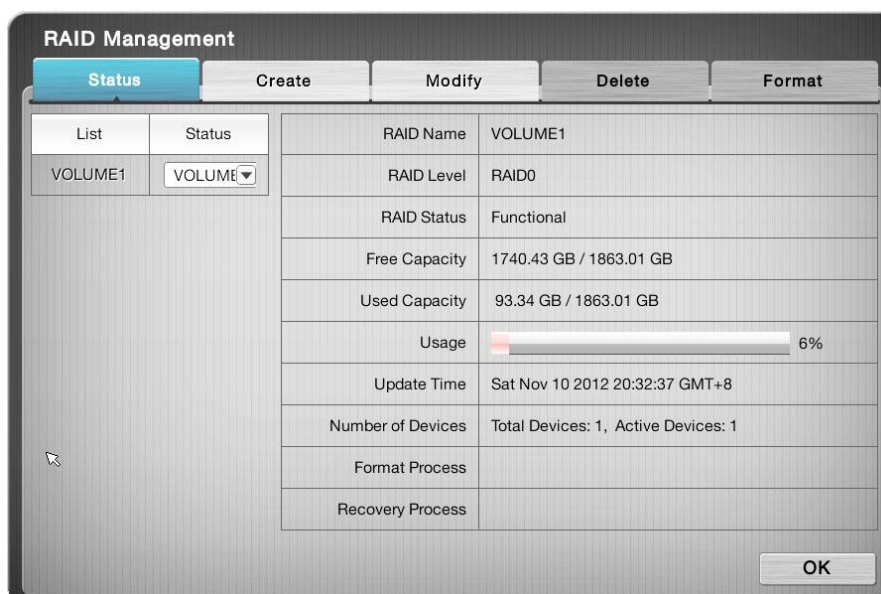 RAID Management
Status Create Modify Delete Format
List Status
VOLUME1 VOLUME
RAID Name VOLUME1
RAID Level RAID0
RAID Status Functional
Free Capacity 1740.43 GB / 1863.01 GB
Used Capacity 93.34 GB / 1863.01 GB
Usage 6%
Update Time Sat Nov 10 2012 20:32:37 GMT+8
Number of Devices Total Devices: 1, Active Devices: 1
Format Process
Recovery Process
OK